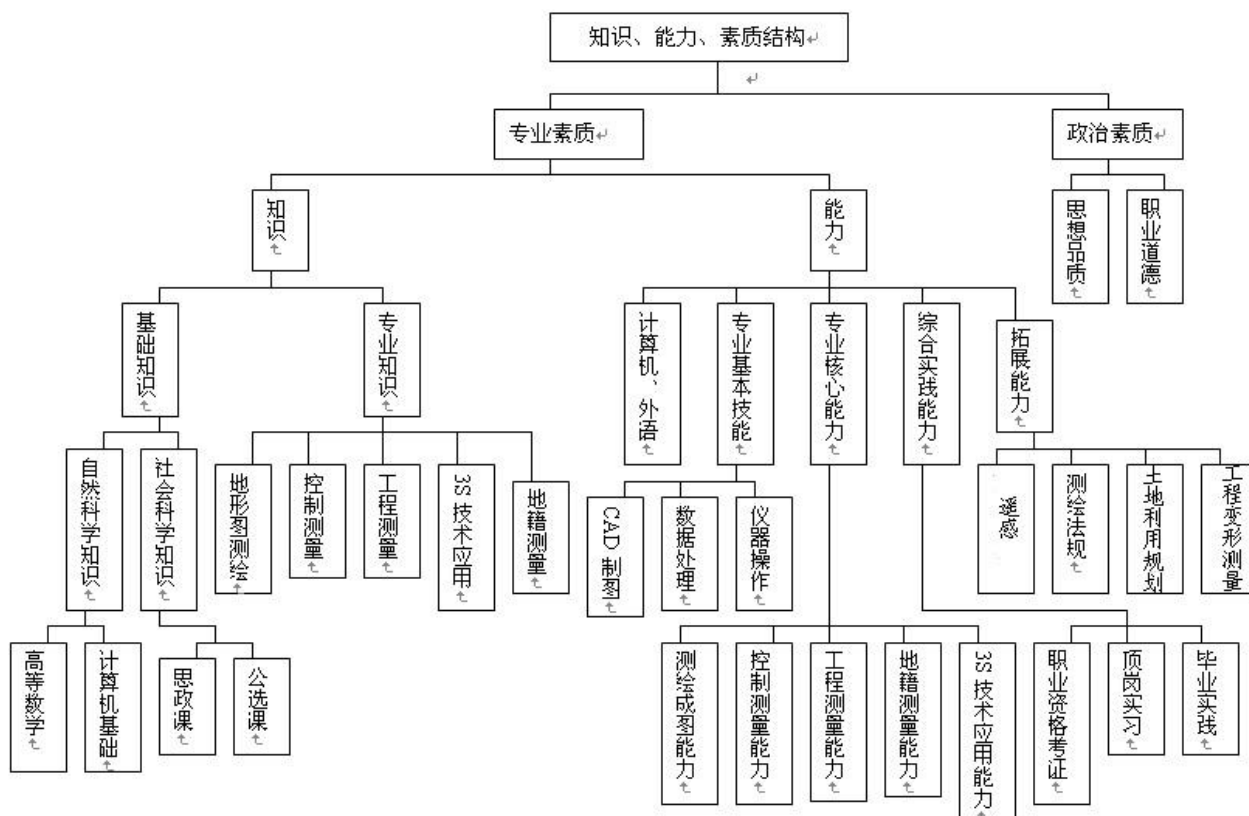 知识、能力、素质结构
专业素质
政治素质
知识
能力
思想品质
职业道德
基础知识
专业知识
计算机、外语
专业基本技能
专业核心能力
综合实践能力
拓展能力
自然科学知识
社会科学知识
地形图测绘
控制测量
工程测量
3S 技术应用
地籍测量
CAD 制图
数据处理
仪器操作
遥感
测绘法规
土地利用规划
工程变形测量
高等数学
计算机基础
思政课
公选课
测绘成图能力
控制测量能力
工程测量能力
地籍测量能力
3S 技术应用能力
职业资格考证
顶岗实习
毕业实践